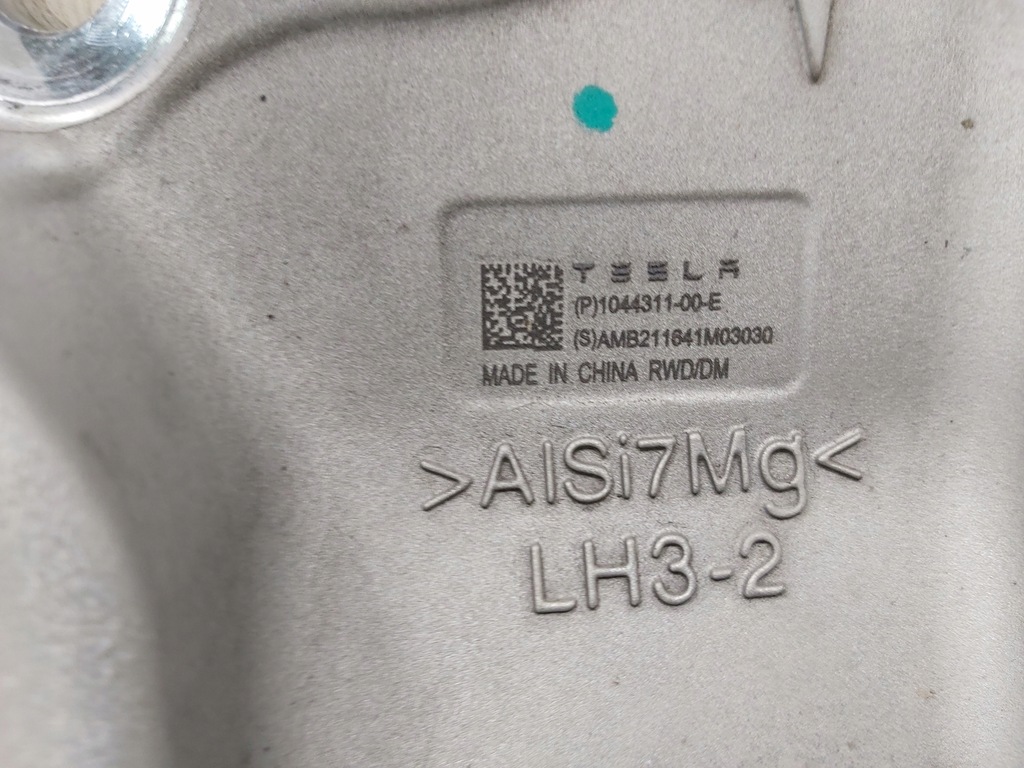 TESLA
(P)1044311-00-E
(S)AMB211641M03030
MADE IN CHINA RWD/DM
>AlSi7Mg<
LH3-2